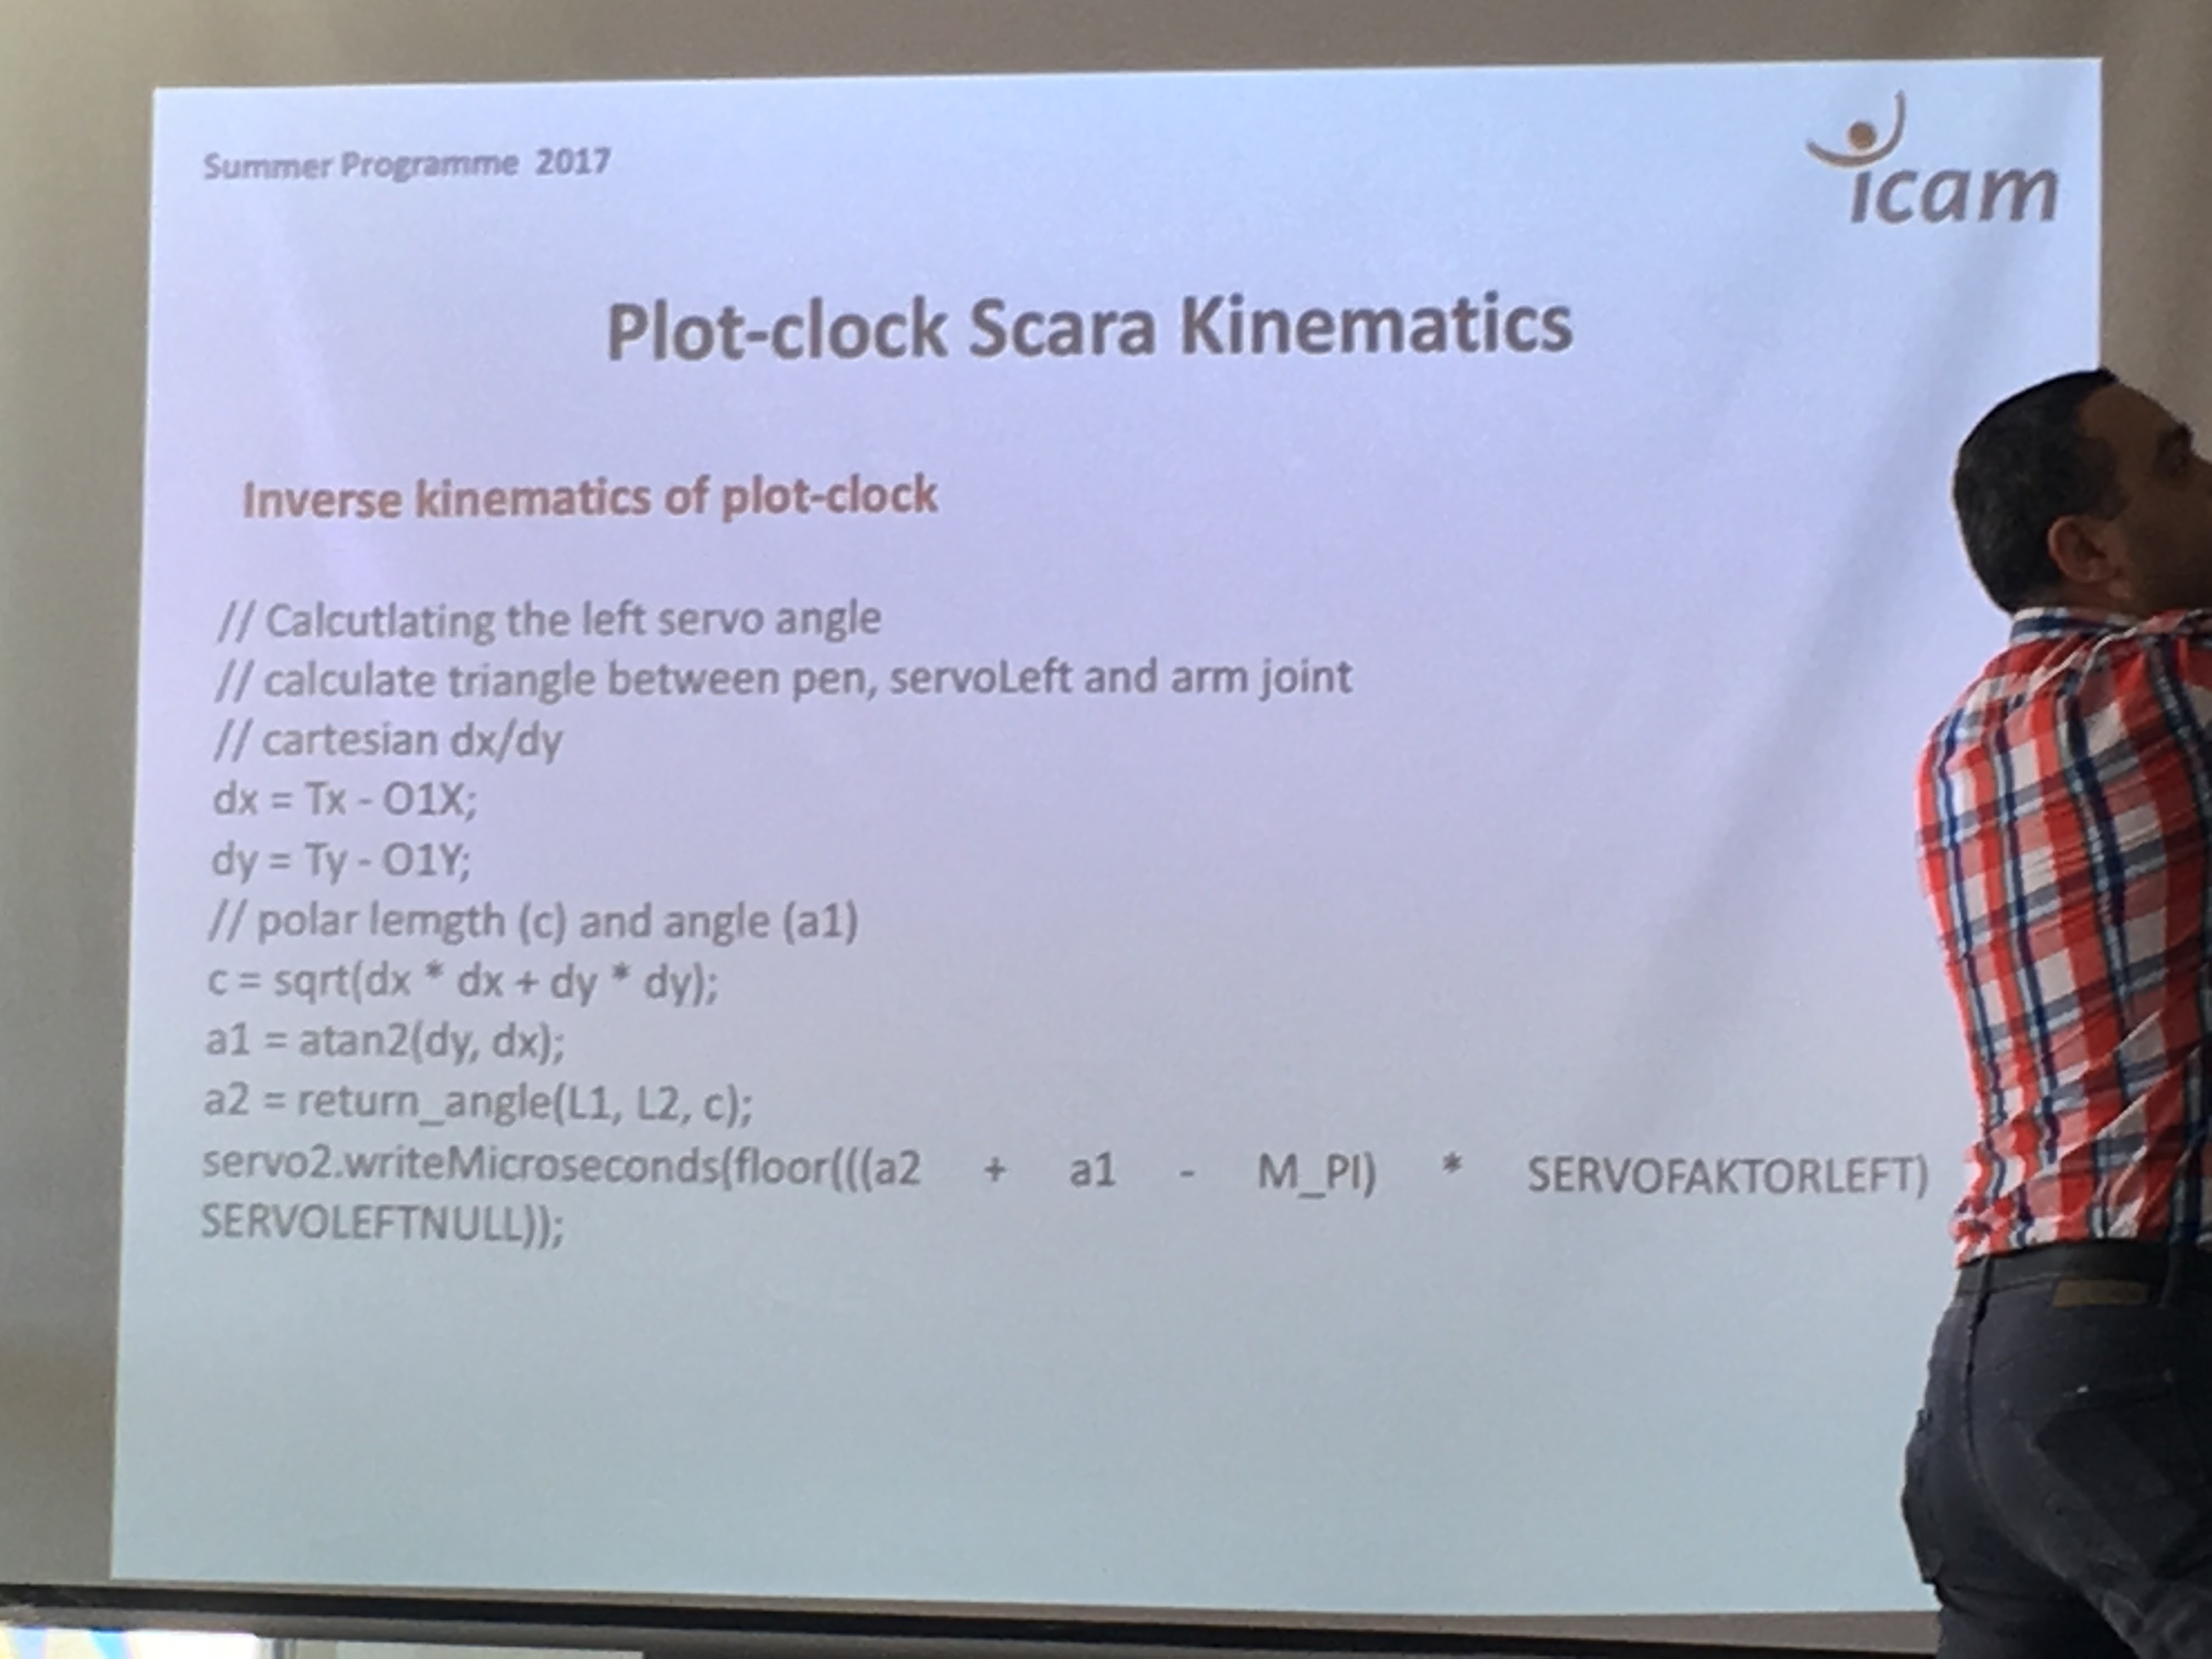 Summer Programme 2017
icam
Plot-clock Scara Kinematics
Inverse kinematics of plot-clock
// Calcutlating the left servo angle
// calculate triangle between pen, servoLeft and arm joint
// cartesian dx/dy
dx = Tx - O1X;
dy = Ty - O1Y;
// polar lemgth (c) and angle (a1)
c = sqrt(dx * dx + dy * dy);
a1 = atan2(dy, dx);
a2 = return_angle(L1, L2, c);
servo2.writeMicroseconds(floor(((a2 + a1 - M_PI) * SERVOFAKTORLEFT)
SERVOLEFTNULL));